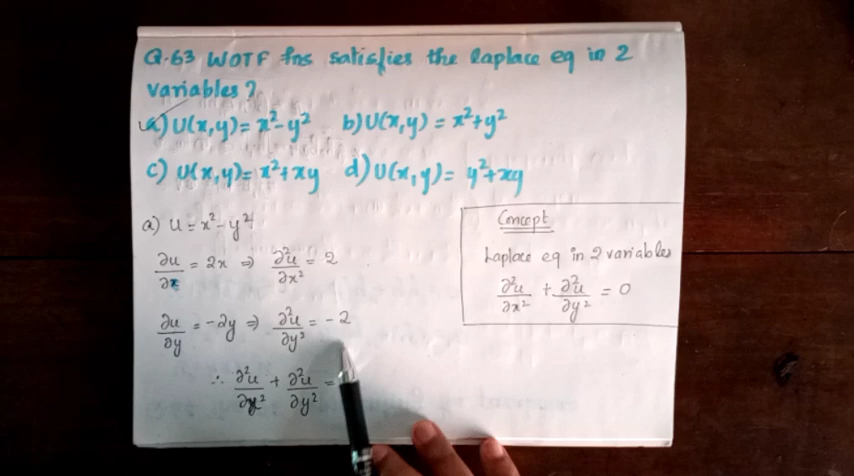 Q.63 WOTF fns satisfies the laplace eq in 2
variables?
a) U(x,y)= x²-y² b) U(x,y) = x²+y²
c) U(x,y)= x²+xy d) U(x,y)= y²+xy
a) u = x²-y²
∂u/∂x = 2x ⇒ ∂²u/∂x² = 2
∂u/∂y = -2y ⇒ ∂²u/∂y² = -2
∴ ∂²u/∂x² + ∂²u/∂y² =
Concept
Laplace eq in 2 variables
∂²u/∂x² + ∂²u/∂y² = 0